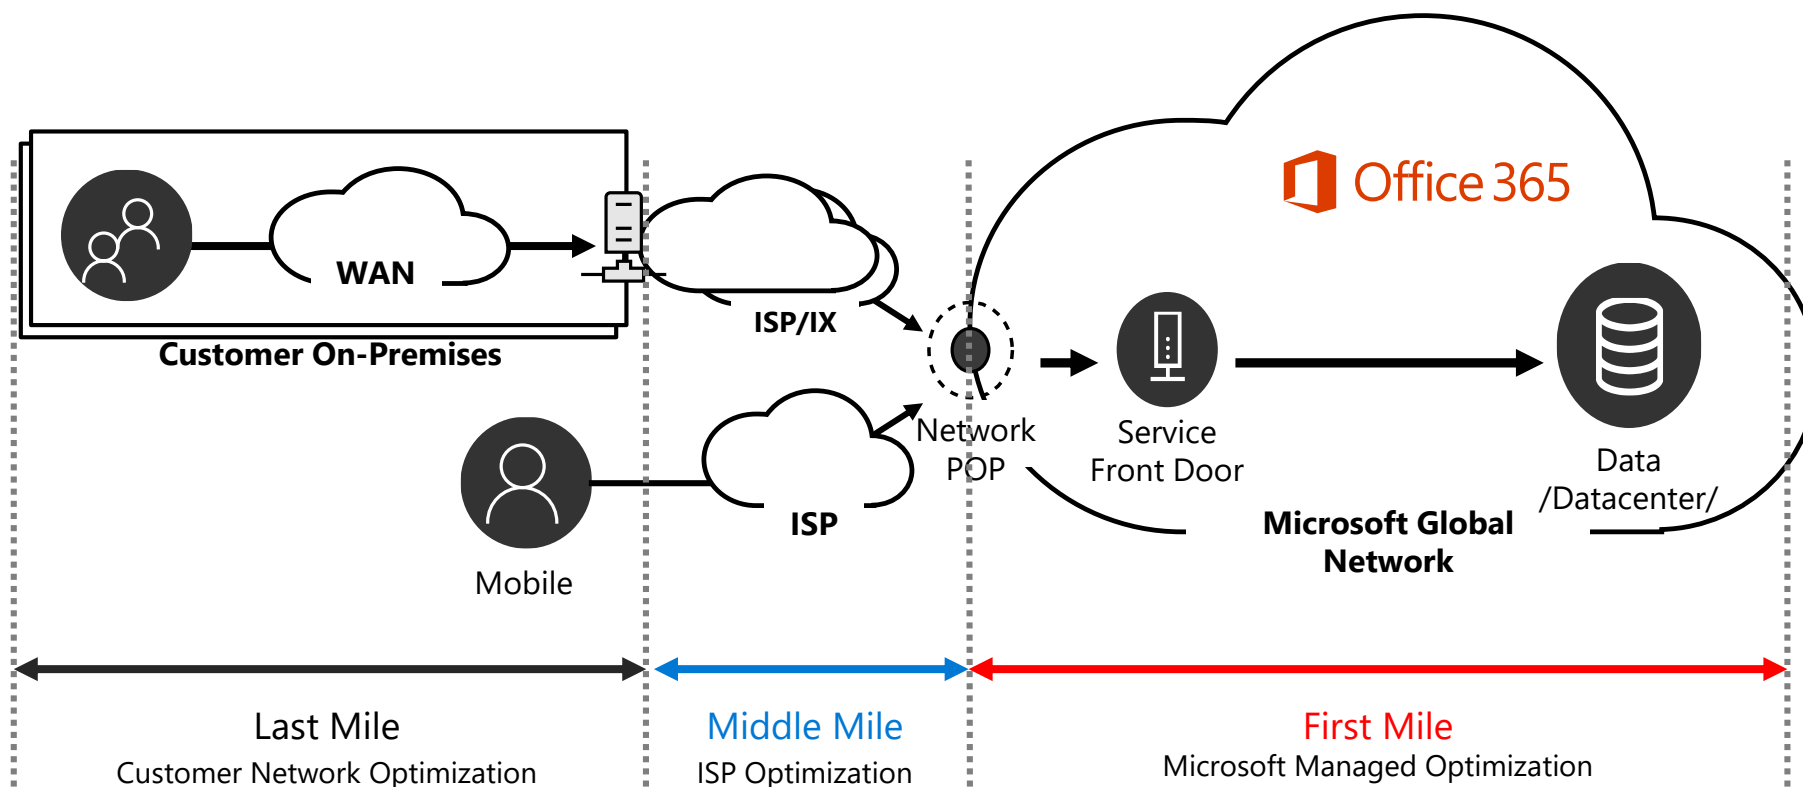 Office 365
WAN
ISP/IX
Customer On-Premises
Network
POP
Service
Front Door
Data
/Datacenter/
ISP
Microsoft Global
Network
Mobile
Last Mile
Customer Network Optimization
Middle Mile
ISP Optimization
First Mile
Microsoft Managed Optimization